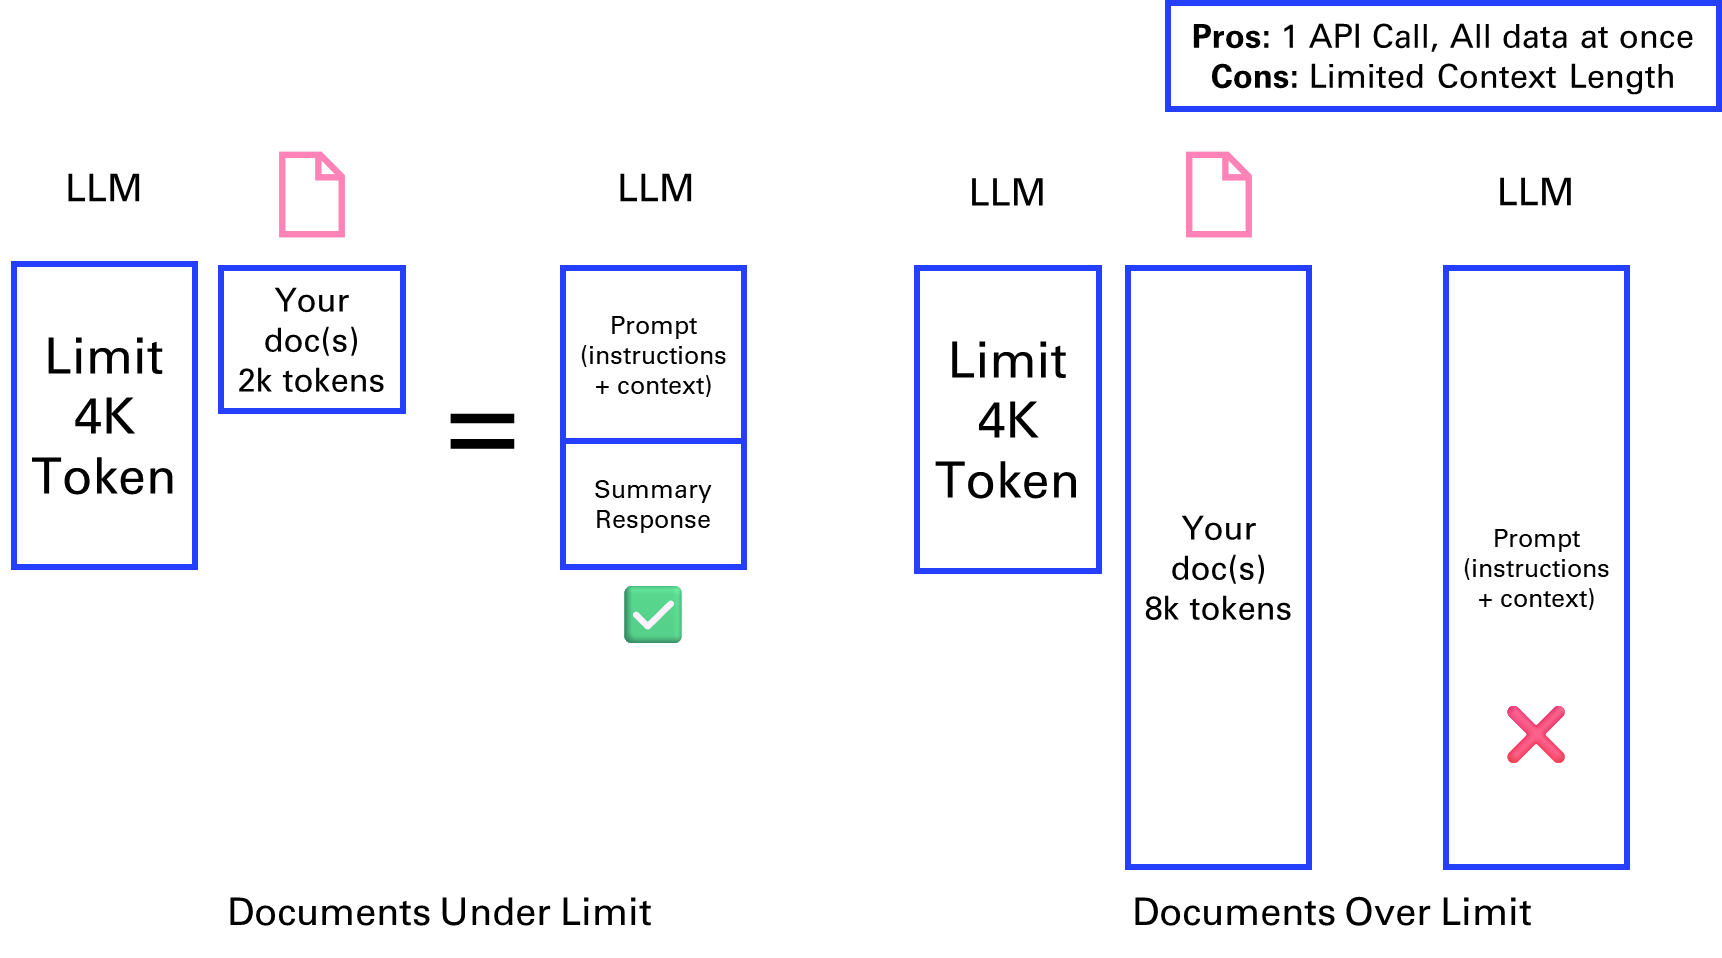 Pros: 1 API Call, All data at once
Cons: Limited Context Length
LLM
LLM
Limit
4K
Token
Your
doc(s)
2k tokens
=
Prompt
(instructions
+ context)
Summary
Response
Documents Under Limit
LLM
LLM
Limit
4K
Token
Your
doc(s)
8k tokens
Prompt
(instructions
+ context)
Documents Over Limit